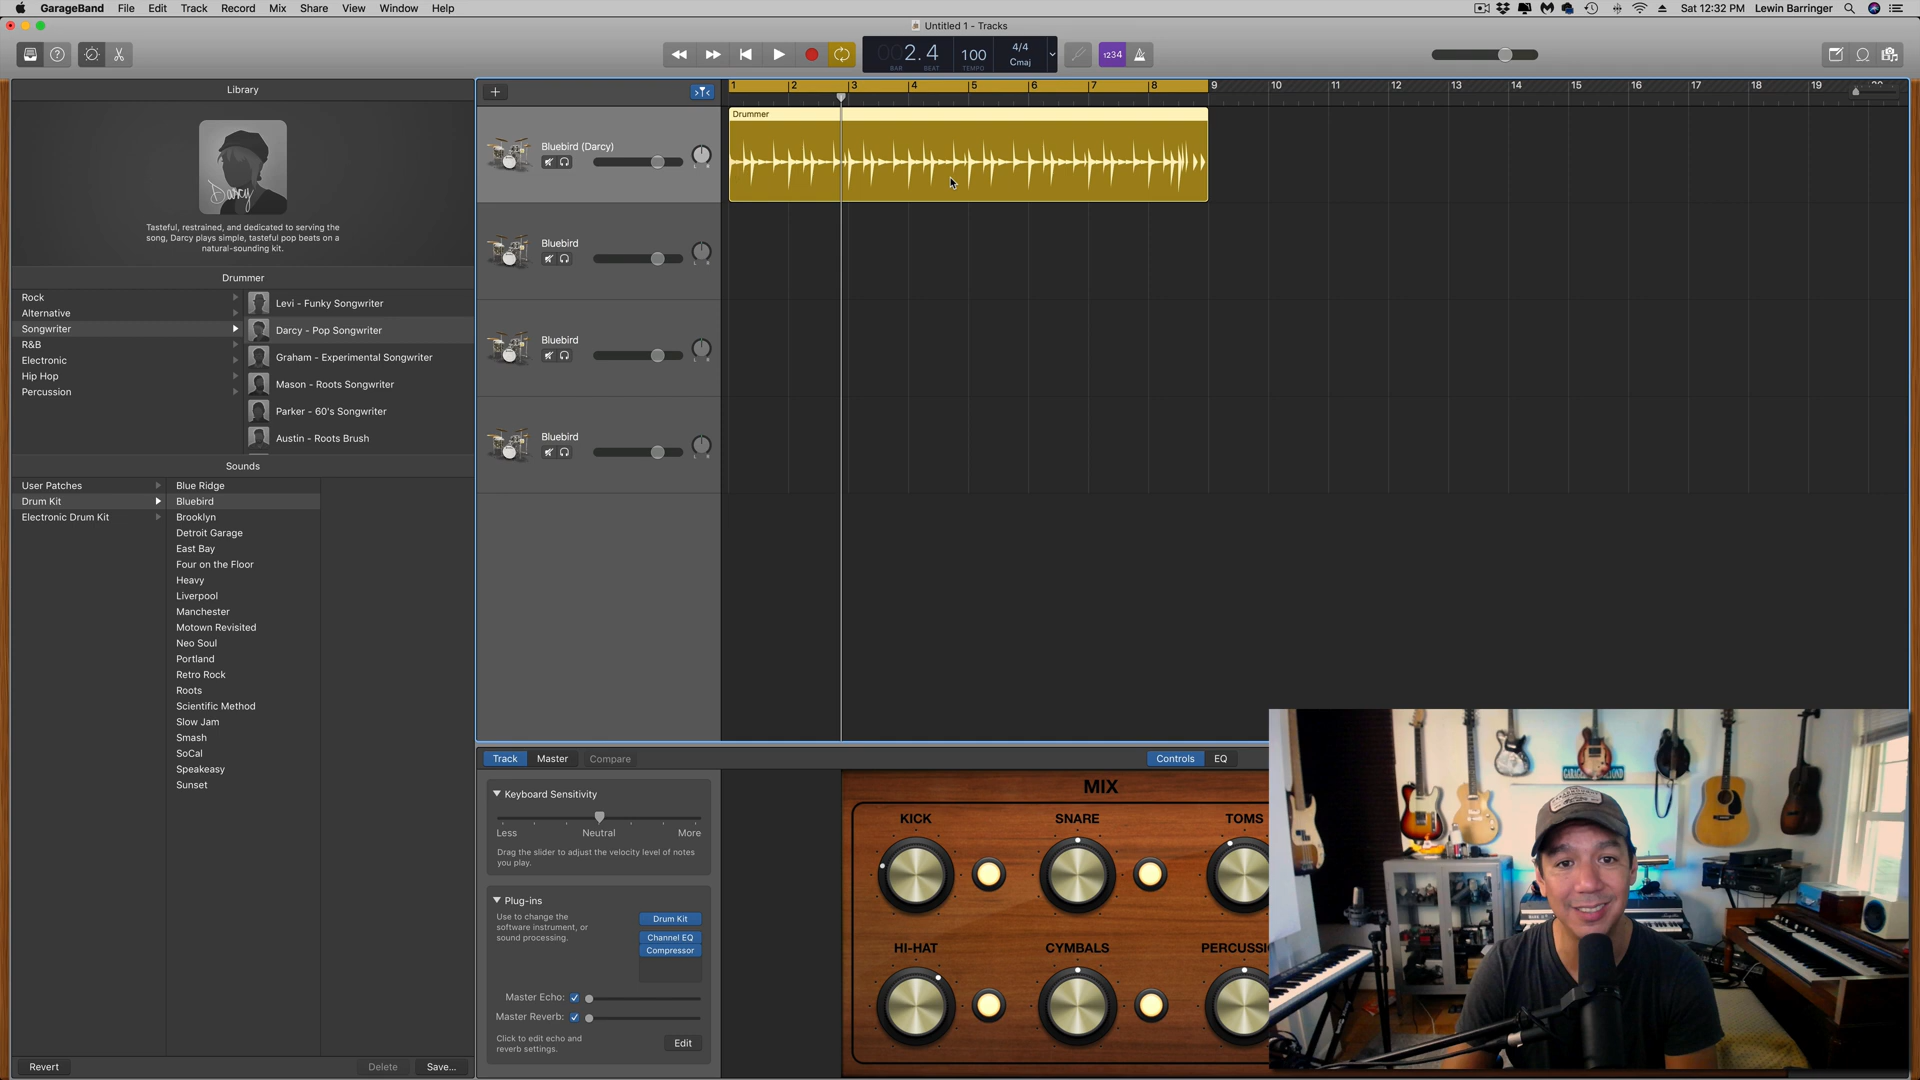 GarageBand File Edit Track Record Mix Share View Window Help
Sat 12:32 PM Lewin Barringer
Untitled 1 - Tracks
2.4 100 4/4
BAR BEAT TEMPO Cmaj
1234
Library
1 2 3 4 5 6 7 8 9 10 11 12 13 14 15 16 17 18 19
Drummer
Darcy
Tasteful, restrained, and dedicated to serving the
song, Darcy plays simple, tasteful pop beats on a
natural-sounding kit.
Bluebird (Darcy)
L R
Bluebird
L R
Bluebird
L R
Bluebird
L R
Drummer
Rock
Alternative
Songwriter
R&B
Electronic
Hip Hop
Percussion
Levi - Funky Songwriter
Darcy - Pop Songwriter
Graham - Experimental Songwriter
Mason - Roots Songwriter
Parker - 60's Songwriter
Austin - Roots Brush
Sounds
User Patches
Drum Kit
Electronic Drum Kit
Blue Ridge
Bluebird
Brooklyn
Detroit Garage
East Bay
Four on the Floor
Heavy
Liverpool
Manchester
Motown Revisited
Neo Soul
Portland
Retro Rock
Roots
Scientific Method
Slow Jam
Smash
SoCal
Speakeasy
Sunset
Revert Delete Save...
Track Master Compare Controls EQ
Keyboard Sensitivity
Less Neutral More
Drag the slider to adjust the velocity level of notes
you play.
Plug-ins
Use to change the
software instrument, or
sound processing.
Drum Kit
Channel EQ
Compressor
Master Echo:
Master Reverb:
Click to edit echo and
reverb settings.
Edit
MIX
KICK SNARE TOMS
HI-HAT CYMBALS PERCUSSI